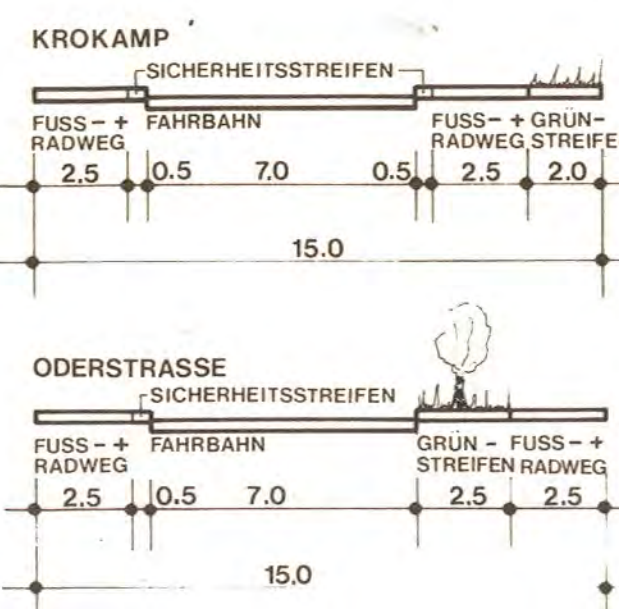 KROKAMP
SICHERHEITSSTREIFEN
FUSS- + FAHRBAHN FUSS- + GRÜN-
RADWEG RADWEG STREIFE
2.5 0.5 7.0 0.5 2.5 2.0
15.0
ODERSTRASSE
SICHERHEITSSTREIFEN
FUSS- + FAHRBAHN GRÜN- FUSS- +
RADWEG STREIFEN RADWEG
2.5 0.5 7.0 2.5 2.5
15.0